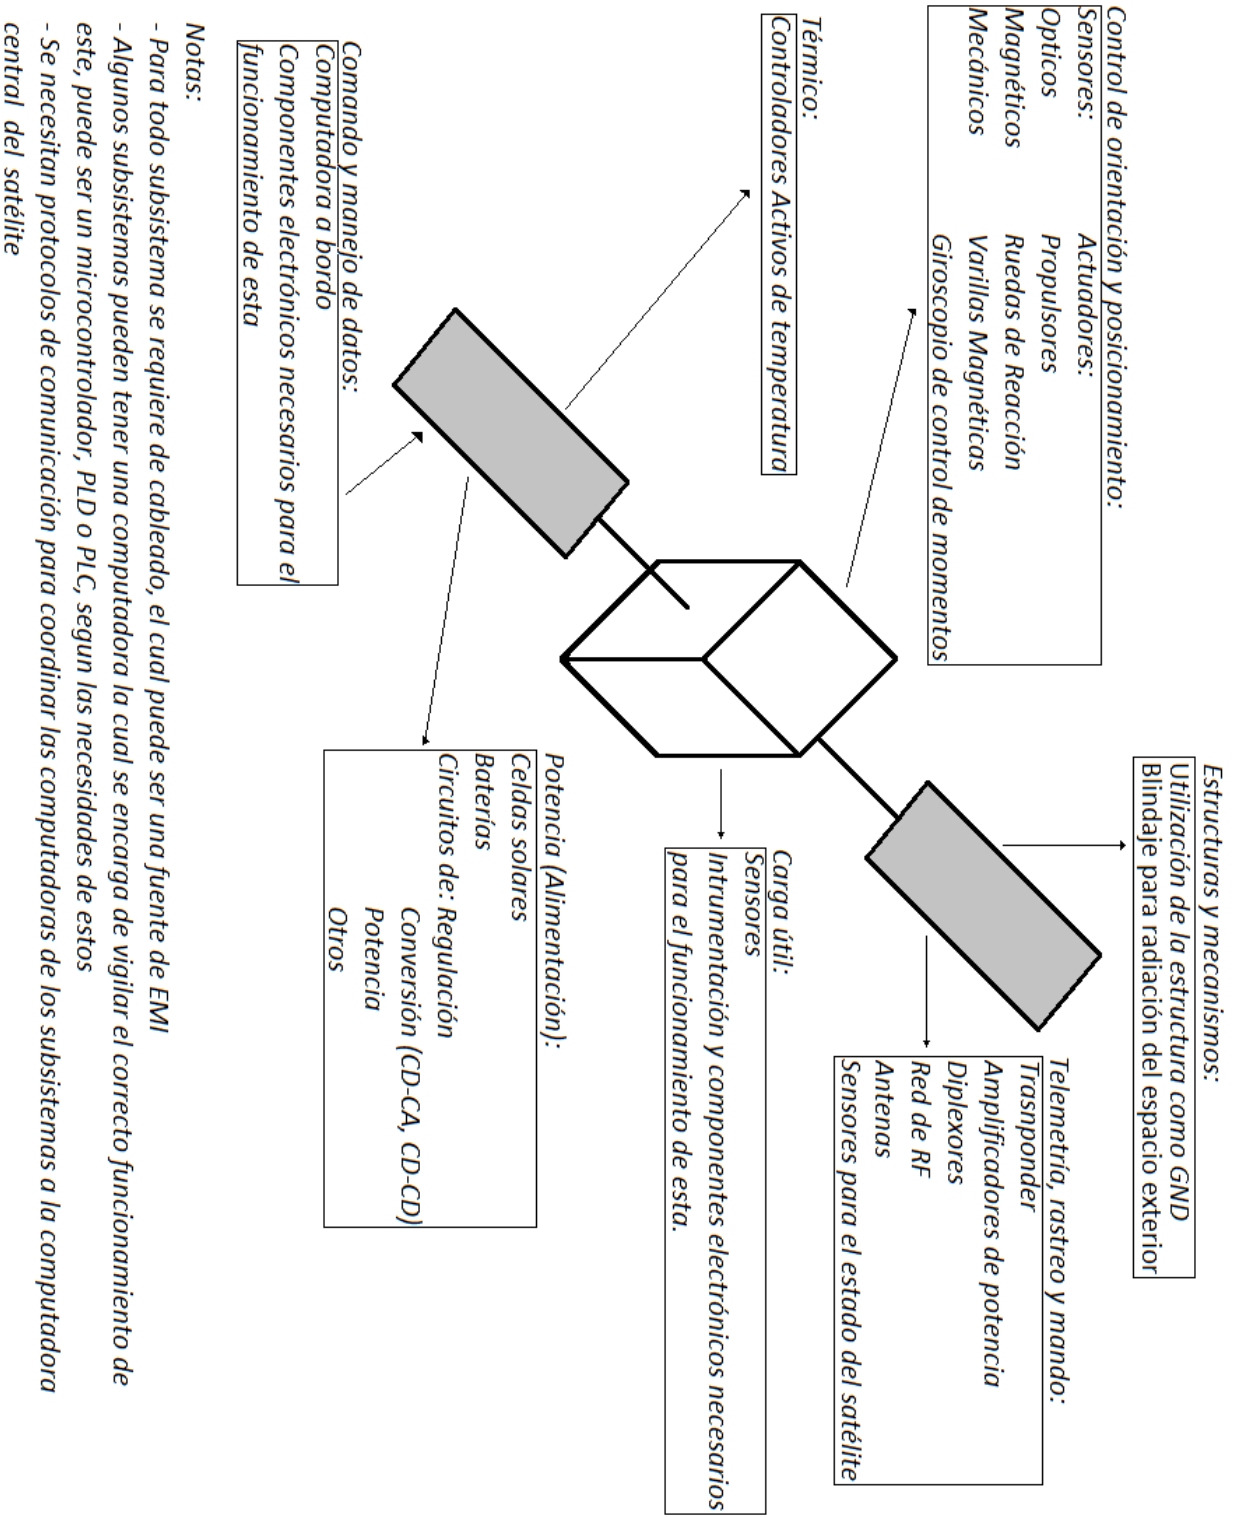 Estructuras y mecanismos:
Utilización de la estructura como GND
Blindaje para radiación del espacio exterior
Control de orientación y posicionamiento:
Sensores: Actuadores:
Opticos Propulsores
Magnéticos Ruedas de Reacción
Mecánicos Varillas Magnéticas
Giroscopio de control de momentos
Telemetría, rastreo y mando:
Trasnponder
Amplificadores de potencia
Diplexores
Red de RF
Antenas
Sensores para el estado del satélite
Térmico:
Controladores Activos de temperatura
Carga útil:
Sensores
Intrumentación y componentes electrónicos necesarios
para el funcionamiento de esta.
Potencia (Alimentación):
Celdas solares
Baterías
Circuitos de: Regulación
Conversión (CD-CA, CD-CD)
Potencia
Otros
Comando y manejo de datos:
Computadora a bordo
Componentes electrónicos necesarios para el
funcionamiento de esta
Notas:
- Para todo subsistema se requiere de cableado, el cual puede ser una fuente de EMI
- Algunos subsistemas pueden tener una computadora la cual se encarga de vigilar el correcto funcionamiento de
este, puede ser un microcontrolador, PLD o PLC, segun las necesidades de estos
- Se necesitan protocolos de comunicación para coordinar las computadoras de los subsistemas a la computadora
central del satélite